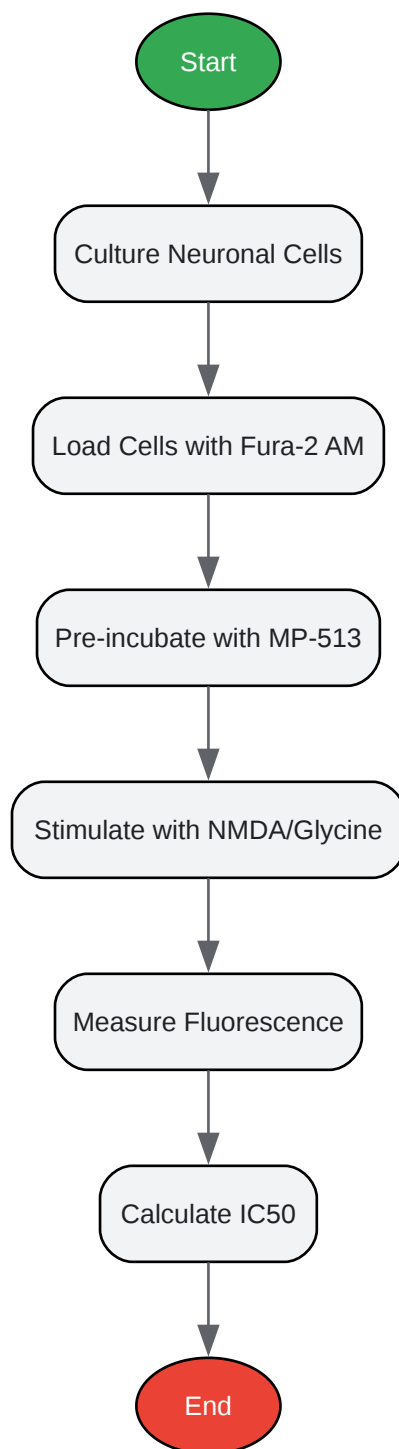 Start
Culture Neuronal Cells
Load Cells with Fura-2 AM
Pre-incubate with MP-513
Stimulate with NMDA/Glycine
Measure Fluorescence
Calculate IC50
End